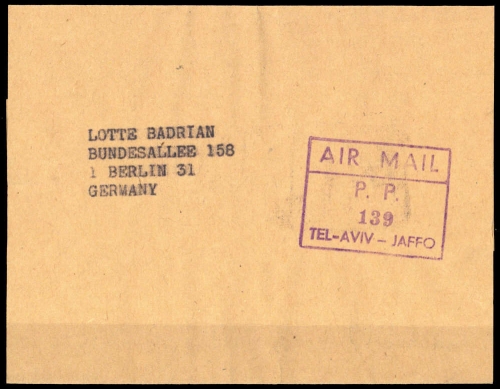 LOTTE BADRIAN
BUNDESALLEE 158
1 BERLIN 31
GERMANY
AIR MAIL
P. P.
139
TEL-AVIV - JAFFO